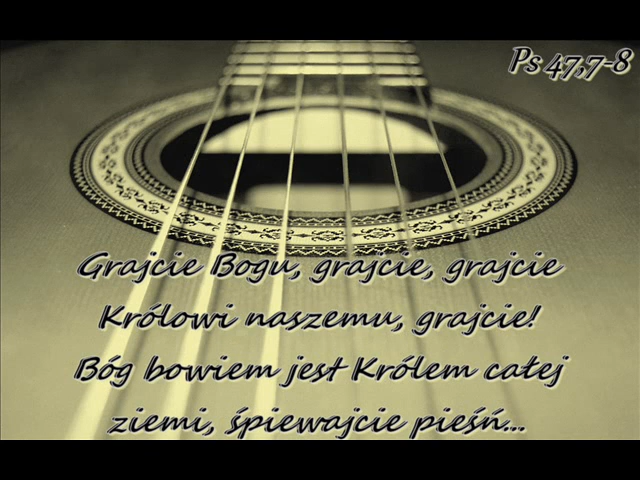 Ps 47,7-8
Grajcie Bogu, grajcie, grajcie
Królowi naszemu, grajcie!
Bóg bowiem jest Królem całej
ziemi, śpiewajcie pieśń...